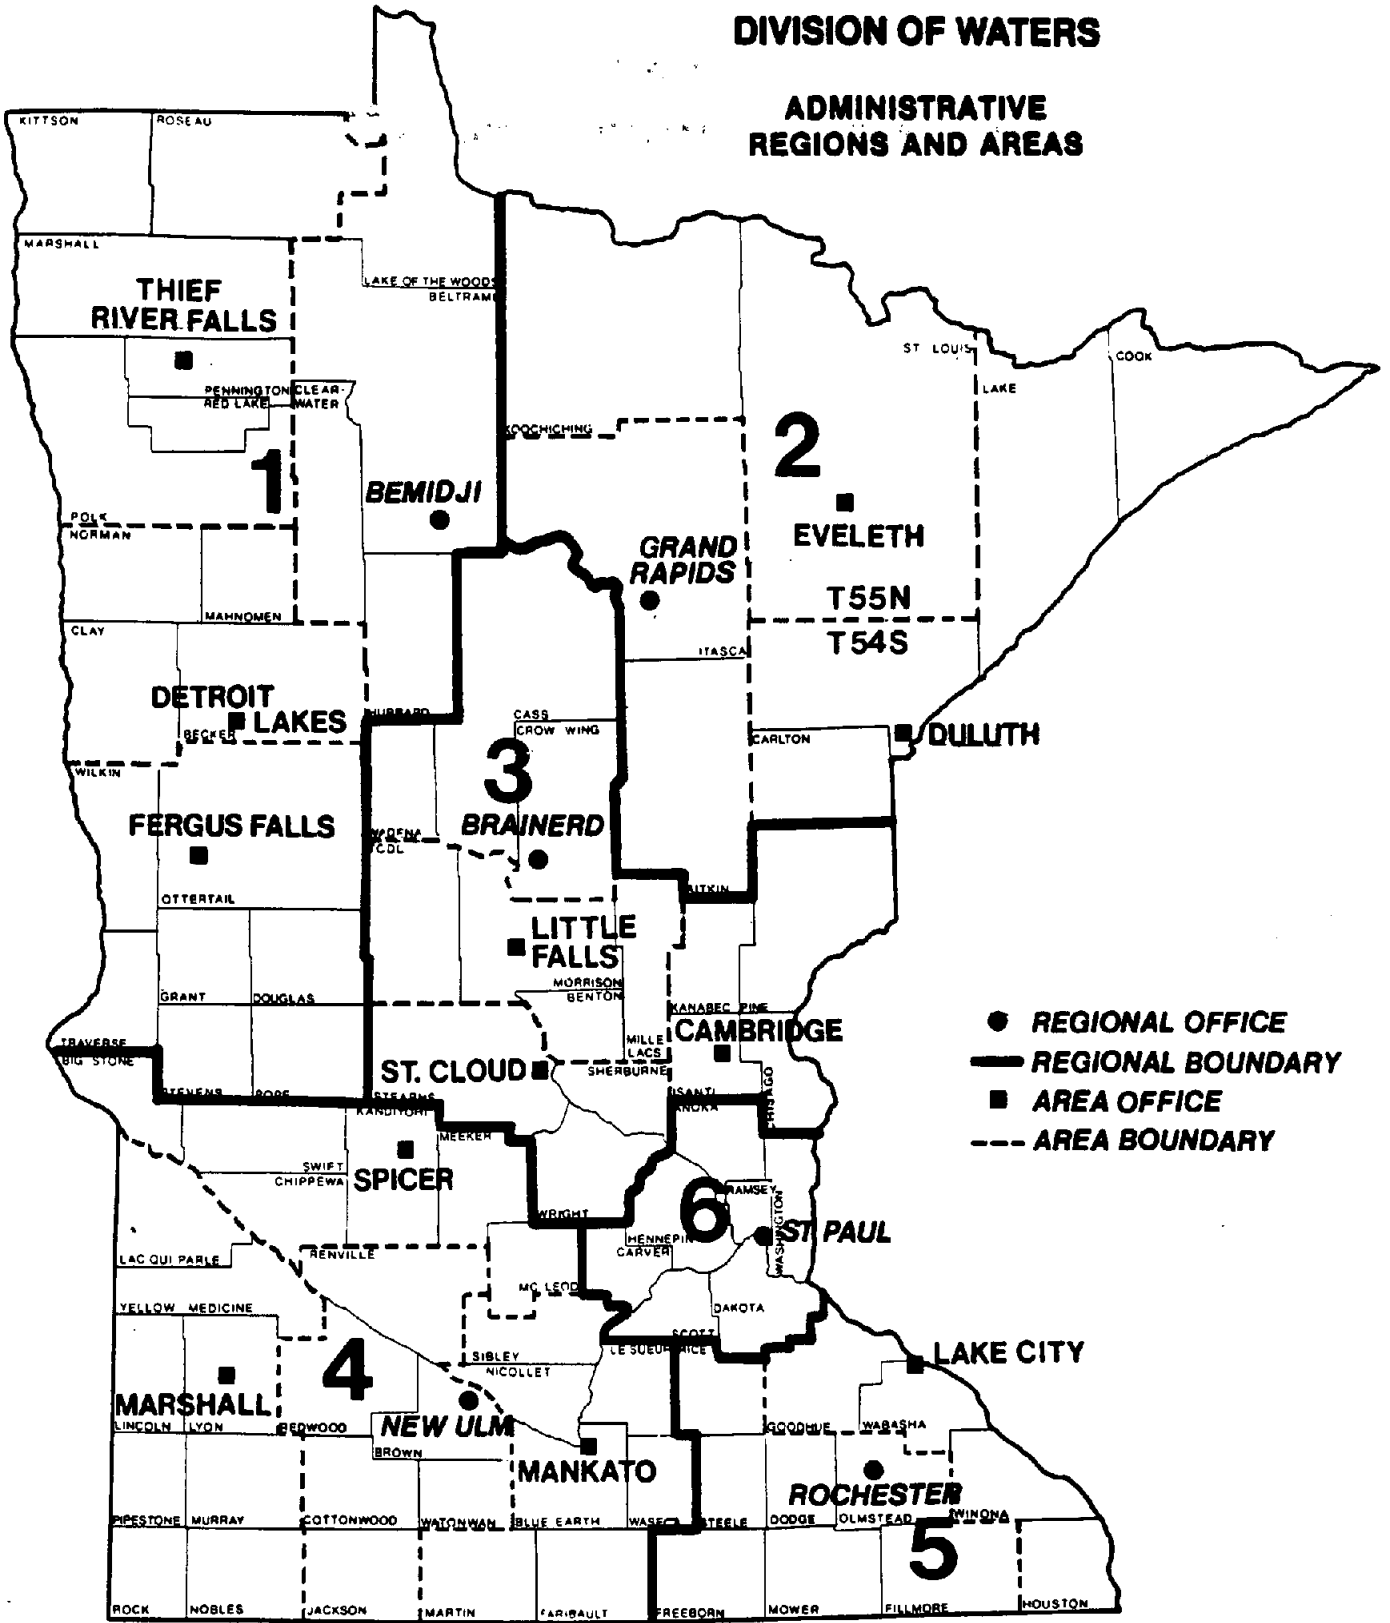 DIVISION OF WATERS
ADMINISTRATIVE
REGIONS AND AREAS
KITTSON
ROSEAU
MARSHALL
LAKE OF THE WOODS
BELTRAMI
THIEF
RIVER FALLS
ST LOUIS
COOK
LAKE
PENNINGTON
CLEAR-
RED LAKE
WATER
KOOCHICHING
2
1
BEMIDJI
POLK
NORMAN
EVELETH
GRAND
RAPIDS
T55N
T54S
MAHNOMEN
CLAY
ITASCA
DETROIT
LAKES
BECKER
HUBBARD
CASS
CROW WING
CARLTON
DULUTH
WILKIN
3
FERGUS FALLS
BRAINERD
WADENA
OTTERTAIL
AITKIN
LITTLE
FALLS
MORRISON
BENTON
GRANT
DOUGLAS
KANABEC
PINE
CAMBRIDGE
REGIONAL OFFICE
REGIONAL BOUNDARY
AREA OFFICE
AREA BOUNDARY
TRAVERSE
BIG STONE
MILLE
LACS
SHERBURNE
ST. CLOUD
STEVENS
POPE
STEARNS
KANDIYOHI
ISANTI
ANOKA
CHISAGO
MEEKER
SWIFT
CHIPPEWA
SPICER
WRIGHT
6
RAMSEY
WASHINGTON
ST PAUL
HENNEPIN
CARVER
LAC QUI PARLE
RENVILLE
MC LEOD
YELLOW MEDICINE
DAKOTA
SCOTT
LE SUEUR
RICE
SIBLEY
NICOLLET
LAKE CITY
4
MARSHALL
LINCOLN
LYON
REDWOOD
NEW ULM
BROWN
GOODHUE
WABASHA
MANKATO
ROCHESTER
PIPESTONE
MURRAY
COTTONWOOD
WATONWAN
BLUE EARTH
WASECA
STEELE
DODGE
OLMSTEAD
WINONA
5
ROCK
NOBLES
JACKSON
MARTIN
FARIBAULT
FREEBORN
MOWER
FILLMORE
HOUSTON